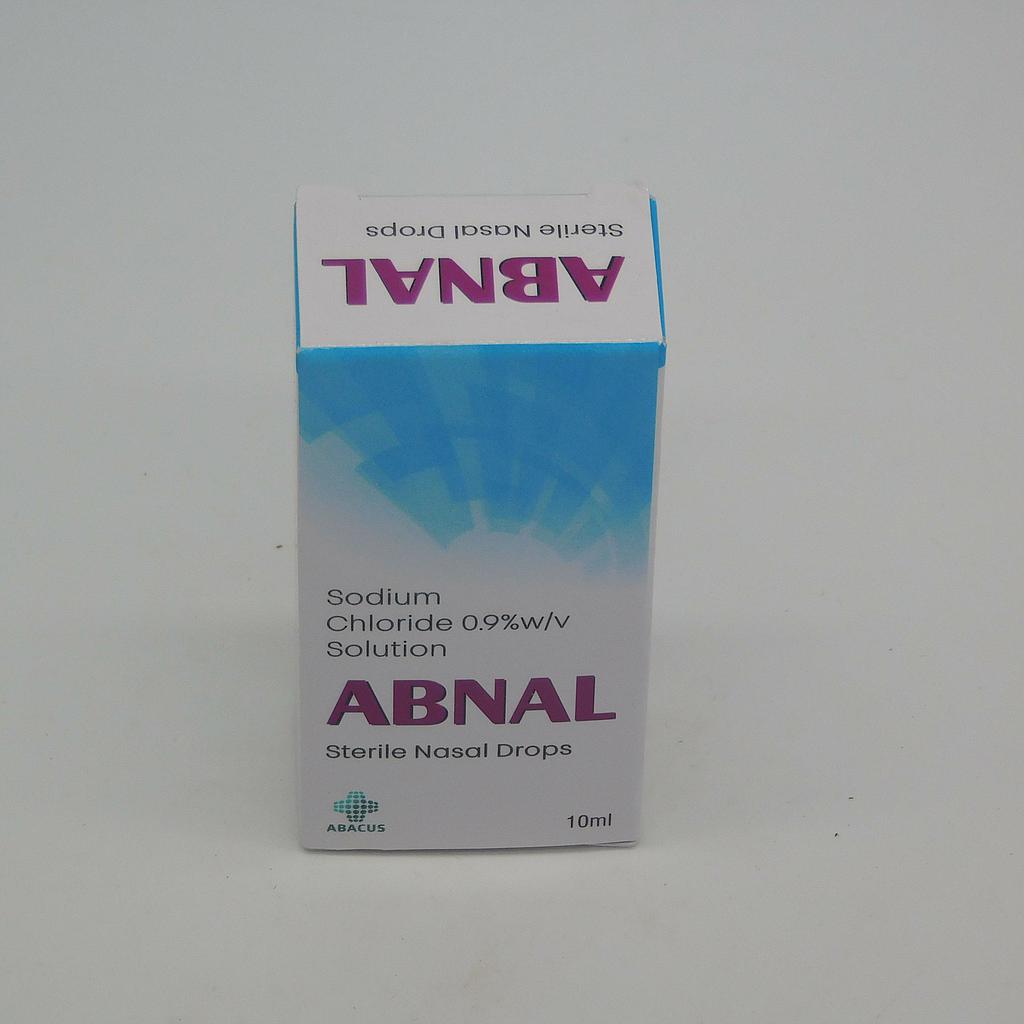 Sterile Nasal Drops
ABNAL
Sodium
Chloride 0.9%w/v
Solution
ABNAL
Sterile Nasal Drops
ABACUS
10ml